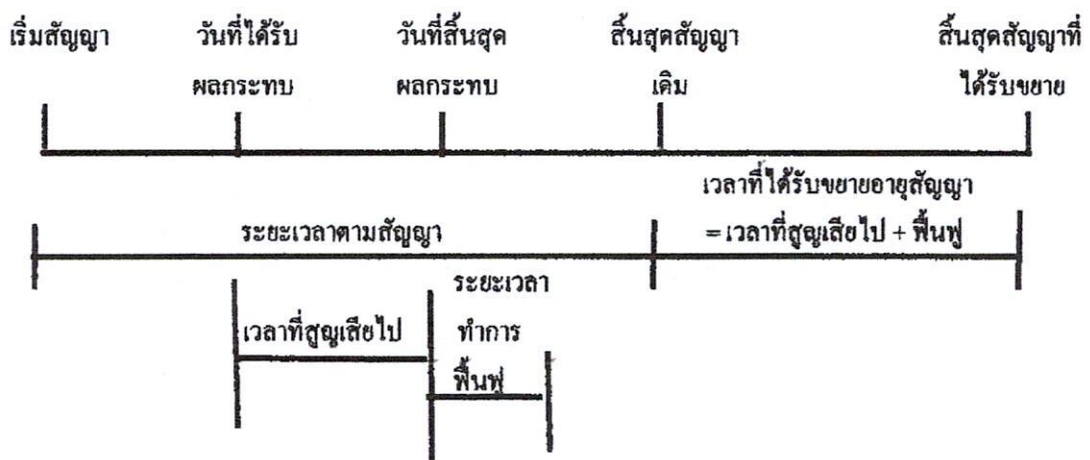 เริ่มสัญญา
วันที่ได้รับ
ผลกระทบ
วันที่สิ้นสุด
ผลกระทบ
สิ้นสุดสัญญา
เดิม
สิ้นสุดสัญญาที่
ได้รับขยาย
เวลาที่ได้รับขยายอายุสัญญา
= เวลาที่สูญเสียไป + ฟื้นฟู
ระยะเวลาตามสัญญา
เวลาที่สูญเสียไป
ระยะเวลา
ทำการ
ฟื้นฟู